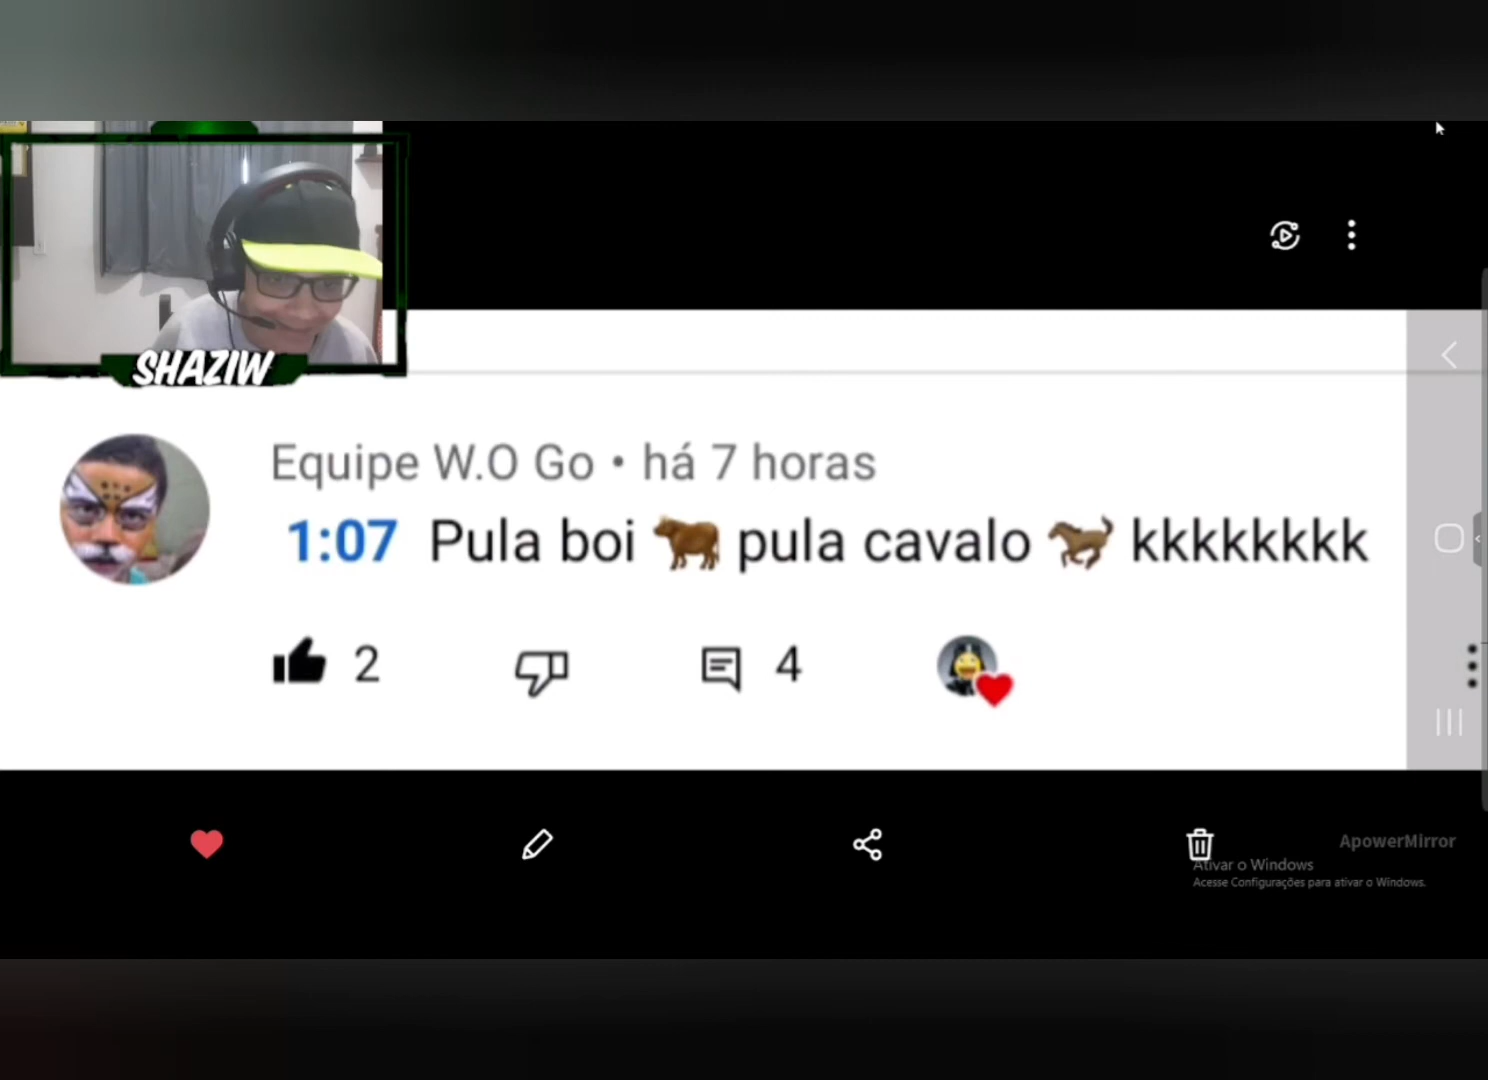 SHAZIW
Equipe W.O Go • há 7 horas
1:07 Pula boi 🐂 pula cavalo 🐎 kkkkkkkk
2
4
ApowerMirror
Ativar o Windows
Acesse Configurações para ativar o Windows.